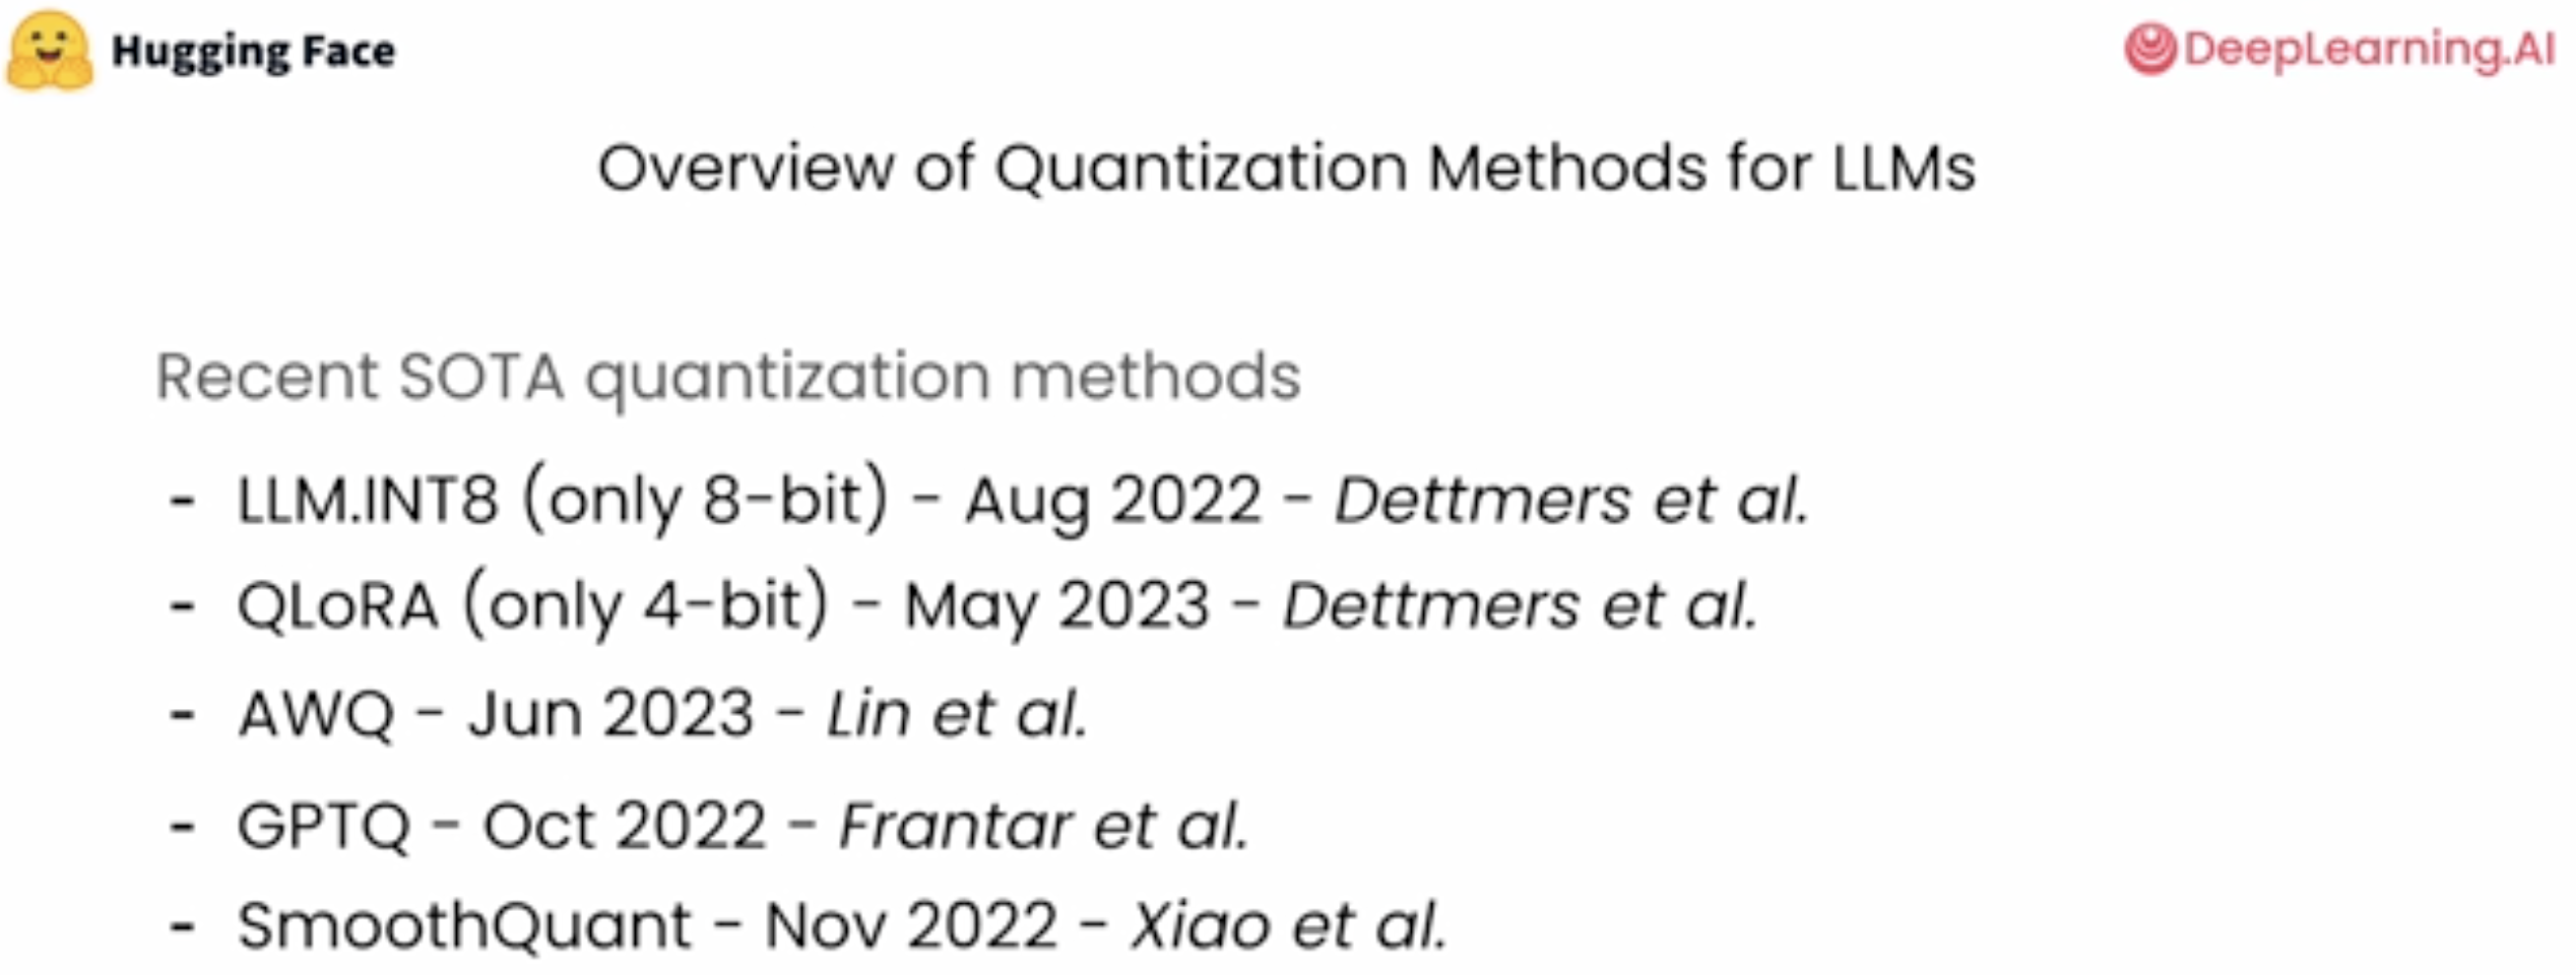 Hugging Face
DeepLearning.AI
Overview of Quantization Methods for LLMs
Recent SOTA quantization methods
- LLM.INT8 (only 8-bit) - Aug 2022 - Dettmers et al.
- QLoRA (only 4-bit) - May 2023 - Dettmers et al.
- AWQ - Jun 2023 - Lin et al.
- GPTQ - Oct 2022 - Frantar et al.
- SmoothQuant - Nov 2022 - Xiao et al.